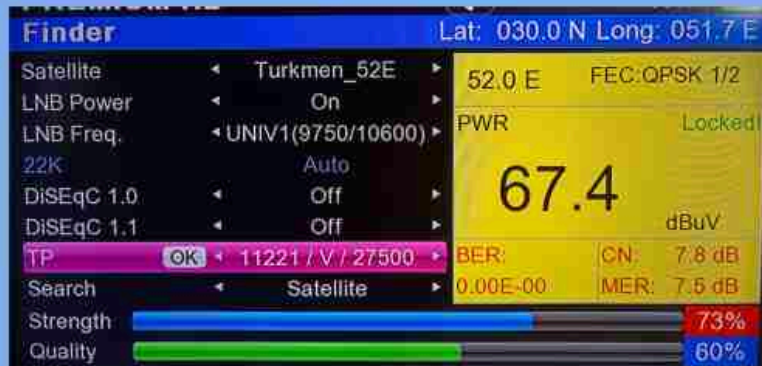 Finder Lat: 030.0 N Long: 051.7 E
Satellite Turkmen_52E
LNB Power On
LNB Freq. UNIV1(9750/10600)
22K Auto
DiSEqC 1.0 Off
DiSEqC 1.1 Off
TP OK 11221 / V / 27500
Search Satellite
52.0 E FEC:QPSK 1/2
PWR Locked!
67.4
dBuV
BER: CN: 7.8 dB
0.00E-00 MER: 7.5 dB
Strength 73%
Quality 60%